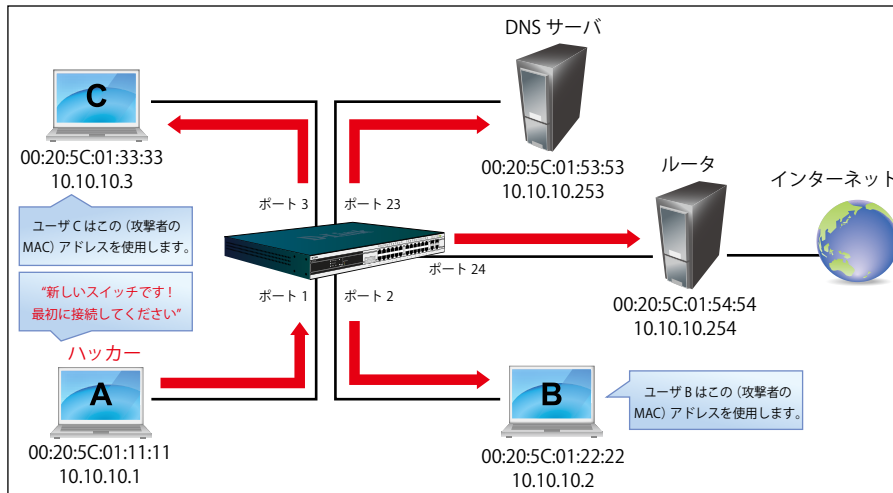 DNS サーバ
C
00:20:5C:01:33:33
10.10.10.3
00:20:5C:01:53:53
10.10.10.253
ルータ
インターネット
ポート 3
ポート 23
ユーザ C はこの（攻撃者の
MAC）アドレスを使用します。
D-Link
ポート 24
"新しいスイッチです！
最初に接続してください"
ポート 1
ポート 2
00:20:5C:01:54:54
10.10.10.254
ハッカー
A
B
ユーザ B はこの（攻撃者の
MAC）アドレスを使用します。
00:20:5C:01:11:11
10.10.10.1
00:20:5C:01:22:22
10.10.10.2